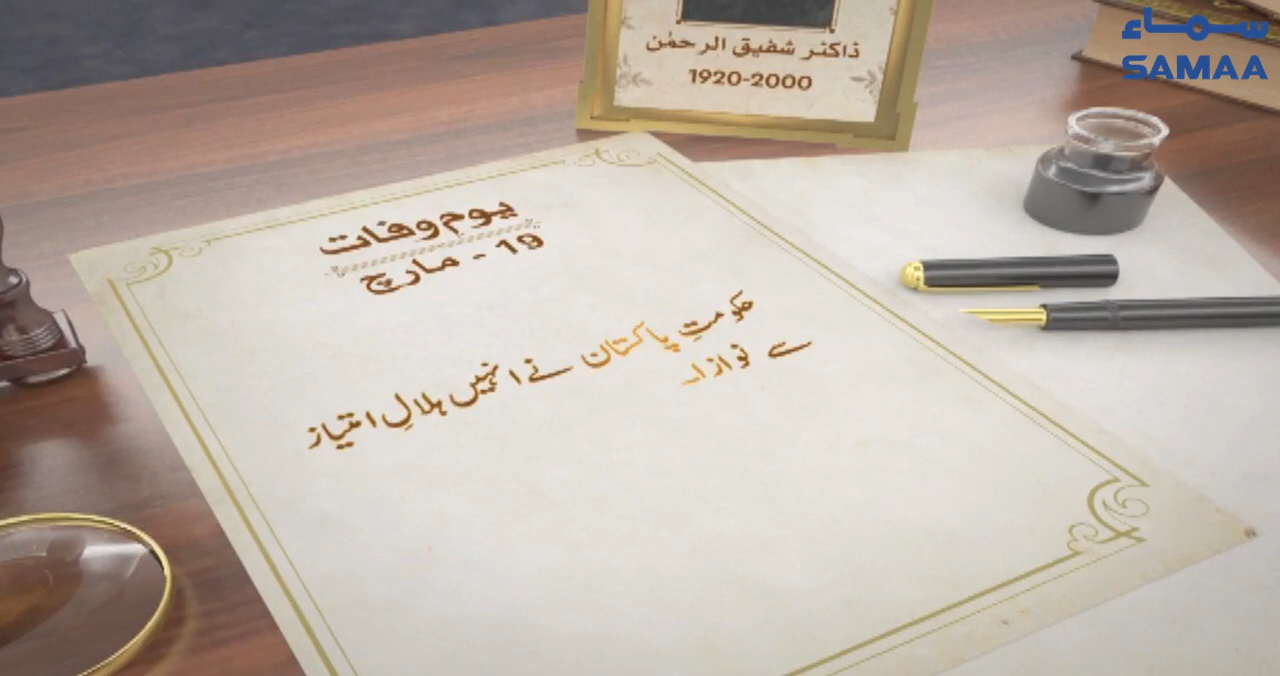 سماء
SAMAA
ڈاکٹر شفیق الرحمٰن
1920-2000
یومِ وفات
19 - مارچ
حکومتِ پاکستان نے انہیں ہلالِ امتیاز
سے نوازا۔